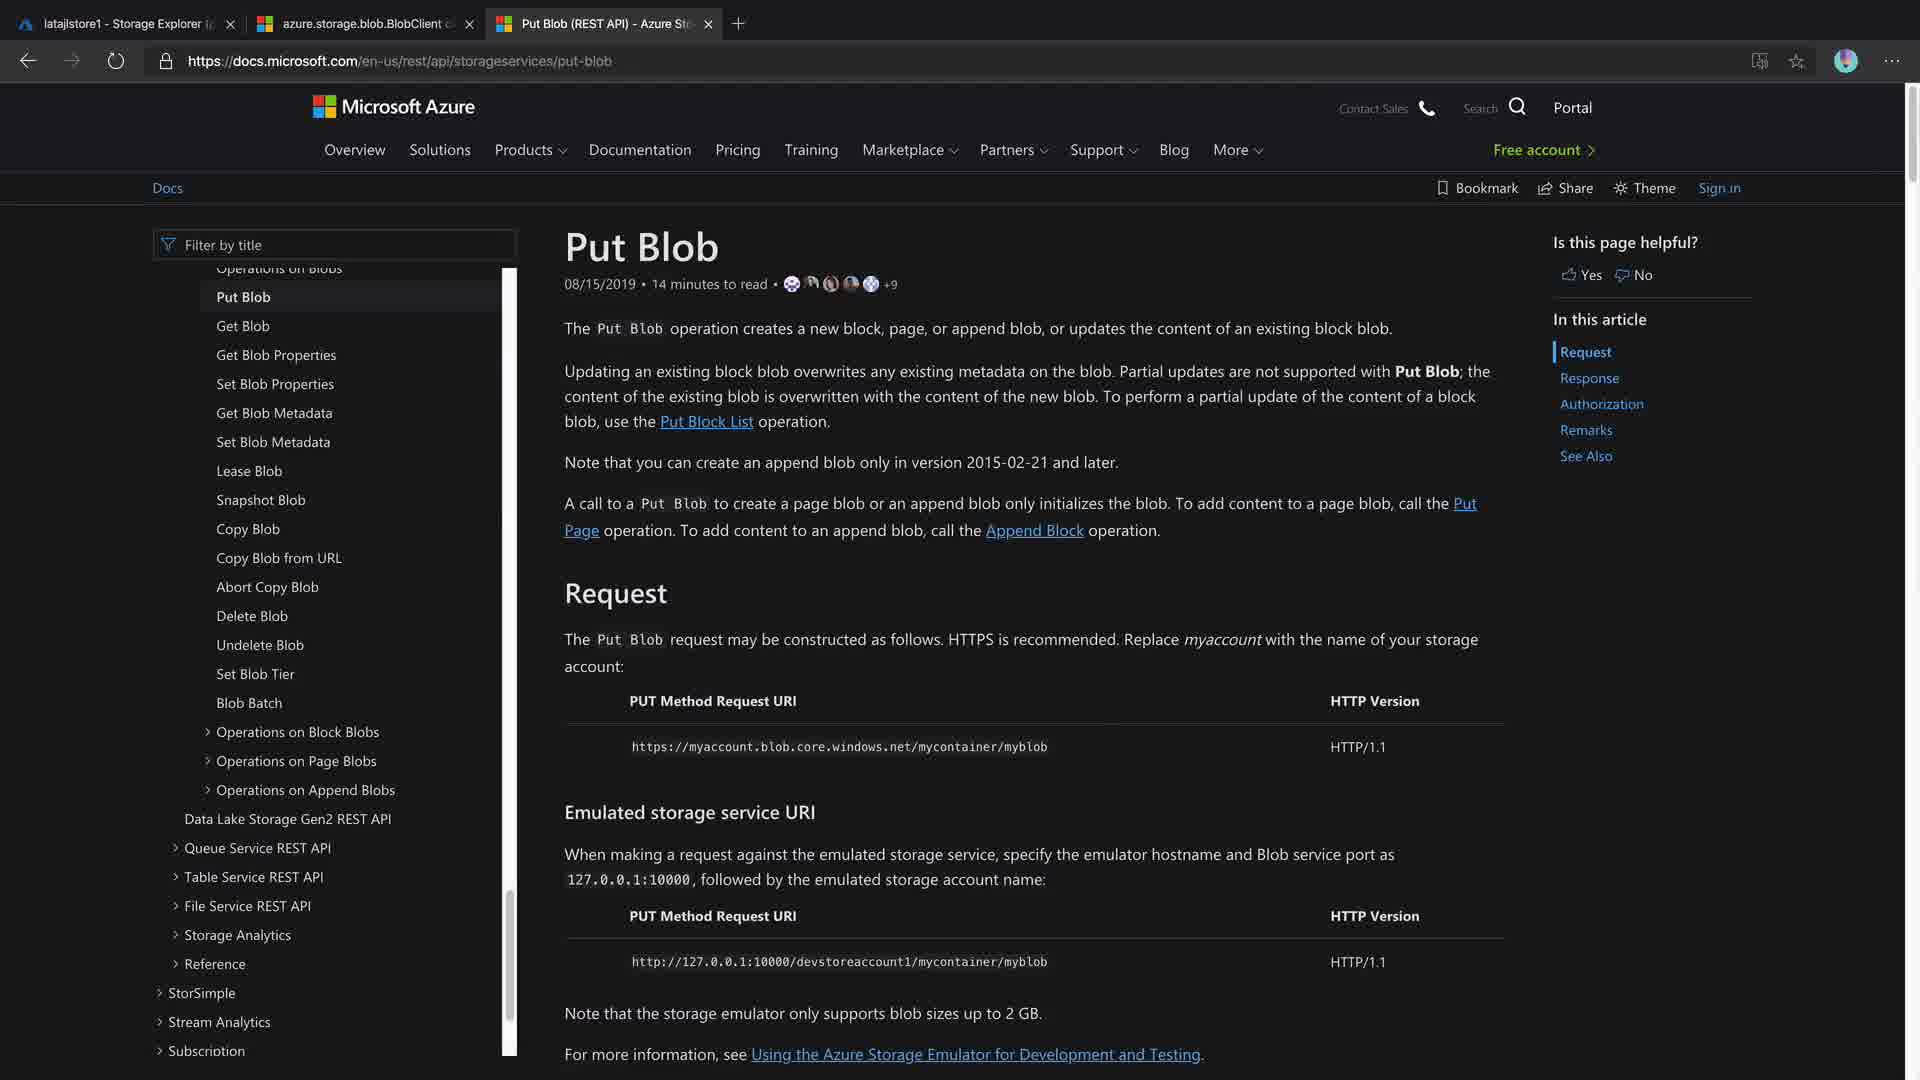 latajlstore1 - Storage Explorer
azure.storage.blob.BlobClient
Put Blob (REST API) - Azure St
https://docs.microsoft.com/en-us/rest/api/storageservices/put-blob
Microsoft Azure
Contact Sales
Search
Portal
Overview
Solutions
Products
Documentation
Pricing
Training
Marketplace
Partners
Support
Blog
More
Free account
Docs
Bookmark
Share
Theme
Sign in
Filter by title
Operations on Blobs
Put Blob
Get Blob
Get Blob Properties
Set Blob Properties
Get Blob Metadata
Set Blob Metadata
Lease Blob
Snapshot Blob
Copy Blob
Copy Blob from URL
Abort Copy Blob
Delete Blob
Undelete Blob
Set Blob Tier
Blob Batch
Operations on Block Blobs
Operations on Page Blobs
Operations on Append Blobs
Data Lake Storage Gen2 REST API
Queue Service REST API
Table Service REST API
File Service REST API
Storage Analytics
Reference
StorSimple
Stream Analytics
Subscription
Put Blob
08/15/2019 • 14 minutes to read • +9
The Put Blob operation creates a new block, page, or append blob, or updates the content of an existing block blob.
Updating an existing block blob overwrites any existing metadata on the blob. Partial updates are not supported with Put Blob; the
content of the existing blob is overwritten with the content of the new blob. To perform a partial update of the content of a block
blob, use the Put Block List operation.
Note that you can create an append blob only in version 2015-02-21 and later.
A call to a Put Blob to create a page blob or an append blob only initializes the blob. To add content to a page blob, call the Put
Page operation. To add content to an append blob, call the Append Block operation.
Request
The Put Blob request may be constructed as follows. HTTPS is recommended. Replace myaccount with the name of your storage
account:
PUT Method Request URI
HTTP Version
https://myaccount.blob.core.windows.net/mycontainer/myblob
HTTP/1.1
Emulated storage service URI
When making a request against the emulated storage service, specify the emulator hostname and Blob service port as
127.0.0.1:10000, followed by the emulated storage account name:
PUT Method Request URI
HTTP Version
http://127.0.0.1:10000/devstoreaccount1/mycontainer/myblob
HTTP/1.1
Note that the storage emulator only supports blob sizes up to 2 GB.
For more information, see Using the Azure Storage Emulator for Development and Testing.
Is this page helpful?
Yes
No
In this article
Request
Response
Authorization
Remarks
See Also